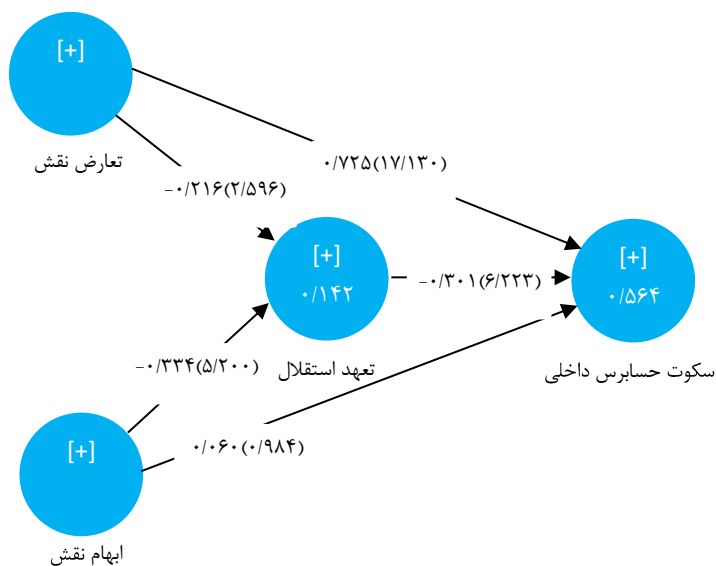 [+]
تعارض نقش
۰/۷۲۵(۱۷/۱۳۰)
-۰/۲۱۶(۲/۵۹۶)
[+]
۰/۱۴۲
تعهد استقلال
-۰/۳۰۱(۶/۲۲۳)
[+]
۰/۵۶۴
سکوت حسابرس داخلی
-۰/۳۳۴(۵/۲۰۰)
۰/۰۶۰(۰/۹۸۴)
[+]
ابهام نقش